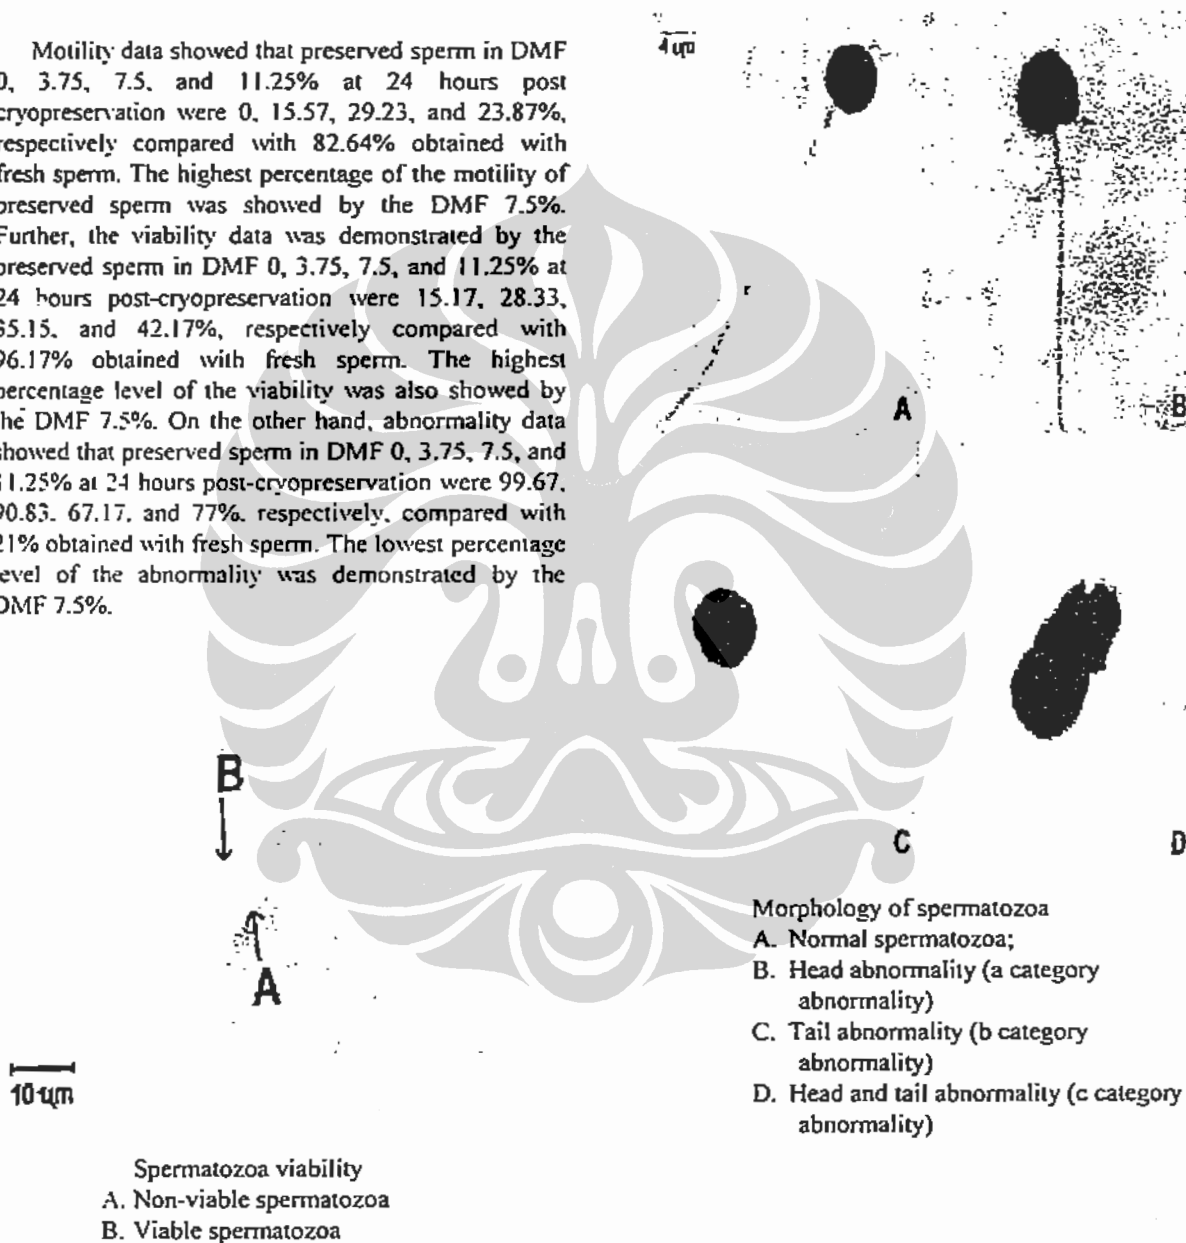 Motility data showed that preserved sperm in DMF
0, 3.75, 7.5, and 11.25% at 24 hours post
cryopreservation were 0, 15.57, 29.23, and 23.87%,
respectively compared with 82.64% obtained with
fresh sperm. The highest percentage of the motility of
preserved sperm was showed by the DMF 7.5%.
Further, the viability data was demonstrated by the
preserved sperm in DMF 0, 3.75, 7.5, and 11.25% at
24 hours post-cryopreservation were 15.17, 28.33,
and 42.17%, respectively compared with
96.17% obtained with fresh sperm. The highest
percentage level of the viability was also showed by
the DMF 7.5%. On the other hand, abnormality data
showed that preserved sperm in DMF 0, 3.75, 7.5, and
11.25% at 24 hours post-cryopreservation were 99.67,
90.83. 67.17, and 77%. respectively, compared with
21% obtained with fresh sperm. The lowest percentage
level of the abnormality was demonstrated by the
DMF 7.5%.
B
A
10 um
Spermatozoa viability
A. Non-viable spermatozoa
B. Viable spermatozoa
4 um
A
B
C
D
Morphology of spermatozoa
A. Normal spermatozoa;
B. Head abnormality (a category
abnormality)
C. Tail abnormality (b category
abnormality)
D. Head and tail abnormality (c category
abnormality)